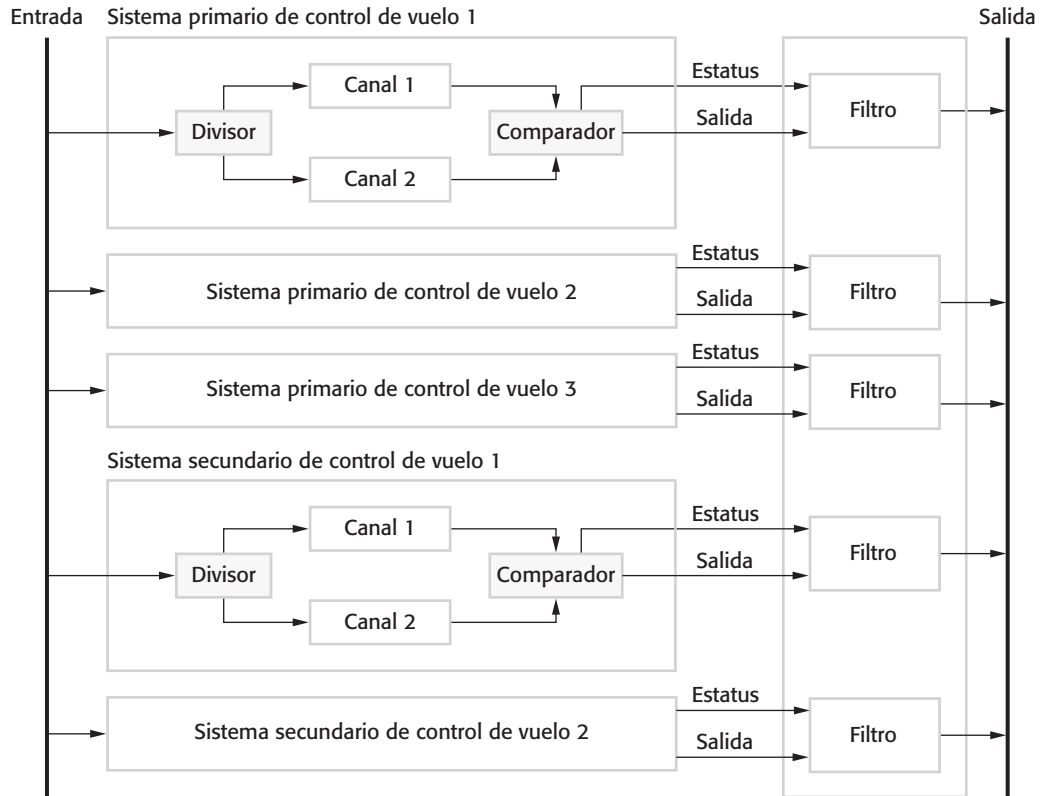 Entrada
Sistema primario de control de vuelo 1
Salida
Canal 1
Estatus
Divisor
Comparador
Salida
Filtro
Canal 2
Sistema primario de control de vuelo 2
Estatus
Salida
Filtro
Sistema primario de control de vuelo 3
Estatus
Salida
Filtro
Sistema secundario de control de vuelo 1
Canal 1
Estatus
Divisor
Comparador
Salida
Filtro
Canal 2
Sistema secundario de control de vuelo 2
Estatus
Salida
Filtro